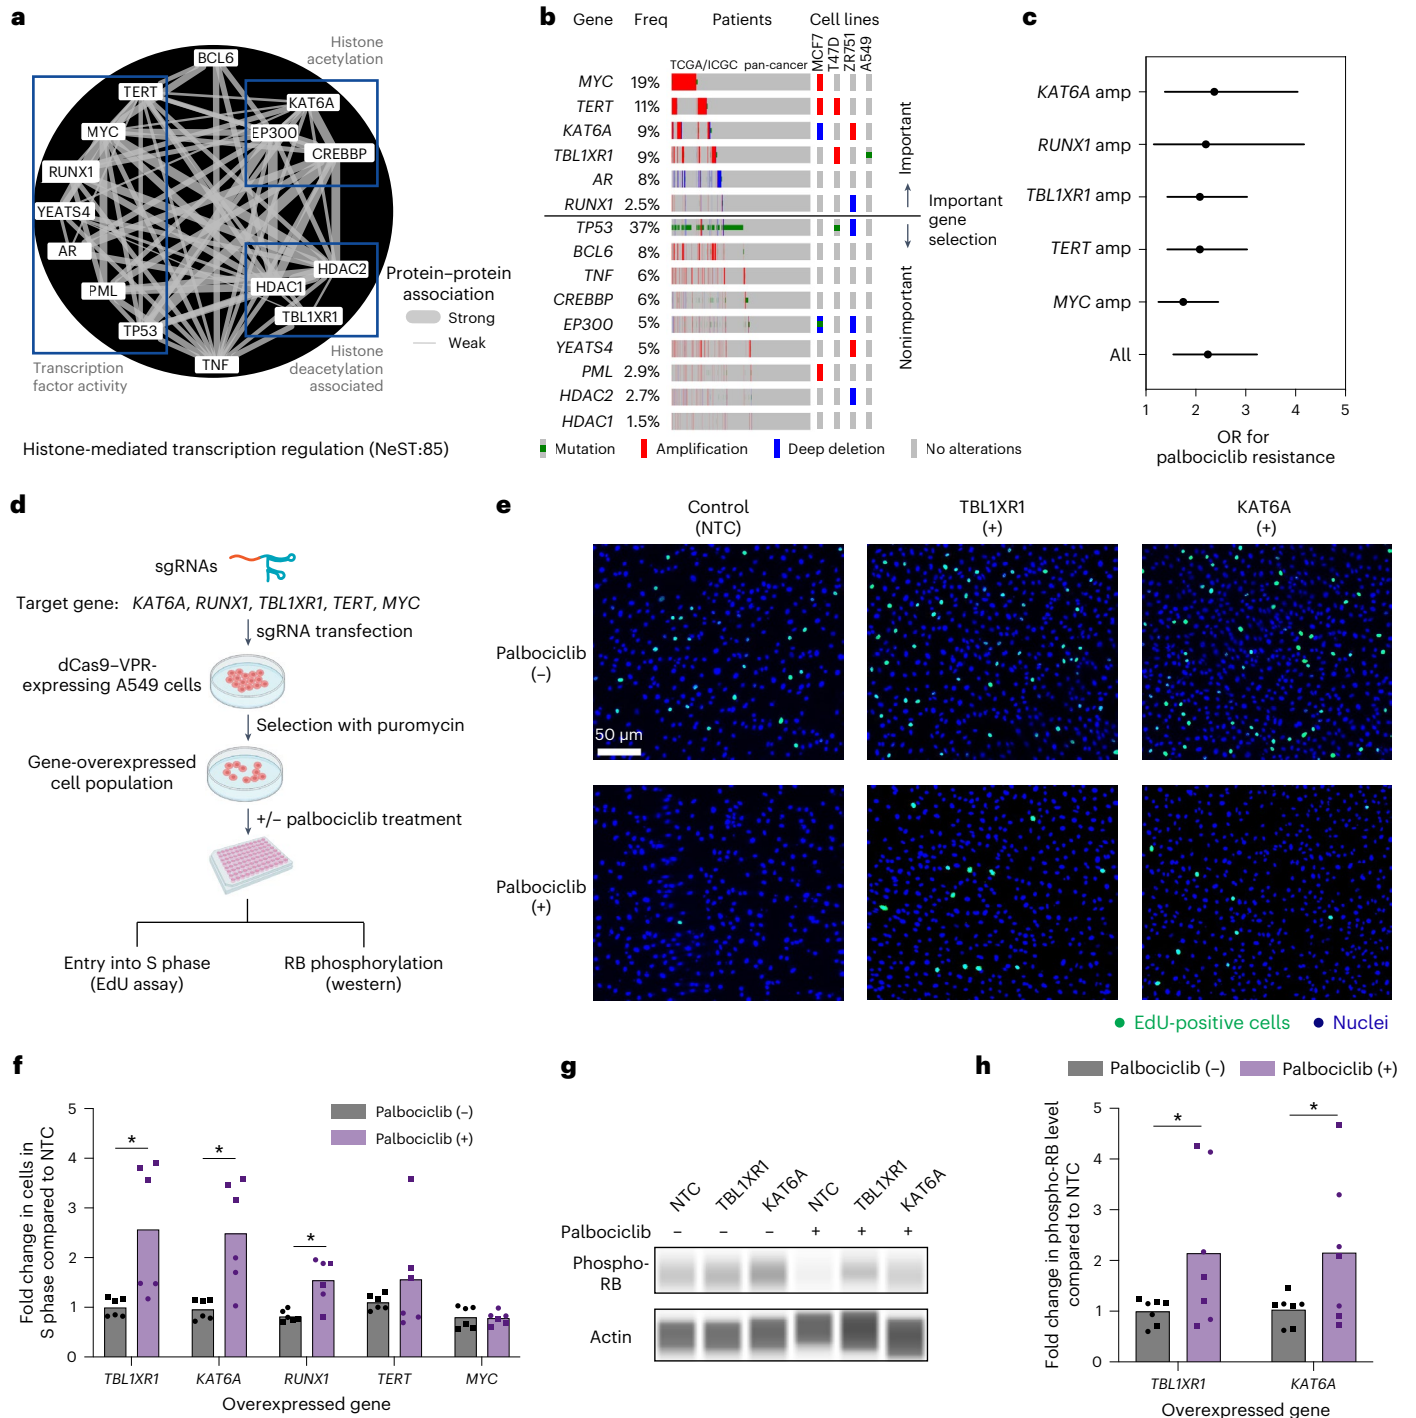 a
Histone
acetylation
BCL6
TERT
KAT6A
MYC
EP300
CREBBP
RUNX1
YEATS4
AR
HDAC2
PML
HDAC1
TBL1XR1
TP53
TNF
Protein–protein
association
Strong
Weak
Transcription
factor activity
Histone
deacetylation
associated
Histone-mediated transcription regulation (NeST:85)
b
Gene Freq Patients Cell lines
TCGA/ICGC pan-cancer
MCF7
T47D
ZR751
A549
MYC 19%
TERT 11%
KAT6A 9%
TBL1XR1 9%
AR 8%
RUNX1 2.5%
TP53 37%
BCL6 8%
TNF 6%
CREBBP 6%
EP300 5%
YEATS4 5%
PML 2.9%
HDAC2 2.7%
HDAC1 1.5%
Important
Important
gene
selection
Nonimportant
Mutation Amplification Deep deletion No alterations
c
KAT6A amp
RUNX1 amp
TBL1XR1 amp
TERT amp
MYC amp
All
1 2 3 4 5
OR for
palbociclib resistance
d
sgRNAs
Target gene: KAT6A, RUNX1, TBL1XR1, TERT, MYC
sgRNA transfection
dCas9–VPR-
expressing A549 cells
Selection with puromycin
Gene-overexpressed
cell population
+/– palbociclib treatment
Entry into S phase
(EdU assay)
RB phosphorylation
(western)
e
Control
(NTC)
TBL1XR1
(+)
KAT6A
(+)
Palbociclib
(–)
50 µm
Palbociclib
(+)
EdU-positive cells Nuclei
f
Fold change in cells in
S phase compared to NTC
5
4
3
2
1
0
Palbociclib (–)
Palbociclib (+)
* * *
TBL1XR1 KAT6A RUNX1 TERT MYC
Overexpressed gene
g
NTC TBL1XR1 KAT6A NTC TBL1XR1 KAT6A
Palbociclib – – – + + +
Phospho-
RB
Actin
h
Palbociclib (–) Palbociclib (+)
Fold change in phospho-RB level
compared to NTC
5
4
3
2
1
0
* *
TBL1XR1 KAT6A
Overexpressed gene